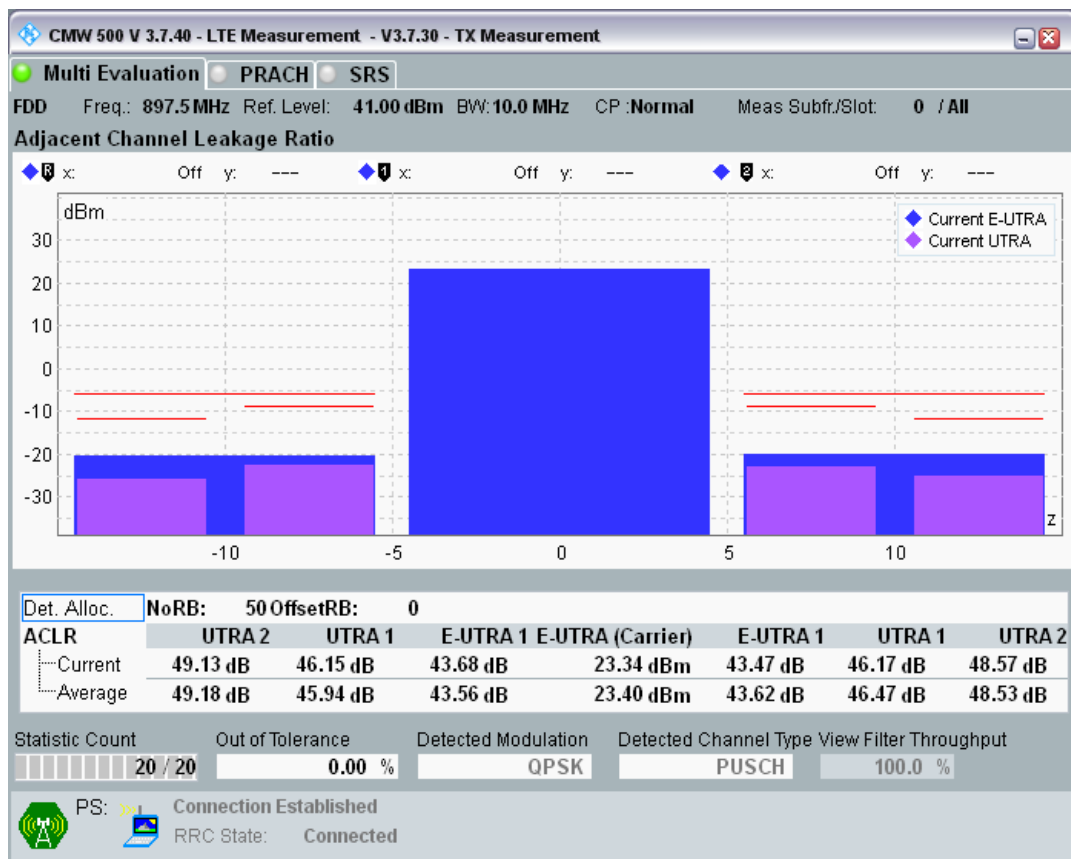 CMW 500 V 3.7.40 - LTE Measurement - V3.7.30 - TX Measurement
Multi Evaluation PRACH SRS
FDD Freq.: 897.5 MHz Ref. Level: 41.00 dBm BW: 10.0 MHz CP :Normal Meas Subfr./Slot: 0 / All
Adjacent Channel Leakage Ratio
R x: Off y: --- 1 x: Off y: --- 2 x: Off y: ---
dBm
Current E-UTRA
Current UTRA
30
20
10
0
-10
-20
-30
z
-10 -5 0 5 10
Det. Alloc. NoRB: 50 OffsetRB: 0
ACLR UTRA 2 UTRA 1 E-UTRA 1 E-UTRA (Carrier) E-UTRA 1 UTRA 1 UTRA 2
Current 49.13 dB 46.15 dB 43.68 dB 23.34 dBm 43.47 dB 46.17 dB 48.57 dB
Average 49.18 dB 45.94 dB 43.56 dB 23.40 dBm 43.62 dB 46.47 dB 48.53 dB
Statistic Count Out of Tolerance Detected Modulation Detected Channel Type View Filter Throughput
20 / 20 0.00 % QPSK PUSCH 100.0 %
PS: Connection Established
RRC State: Connected